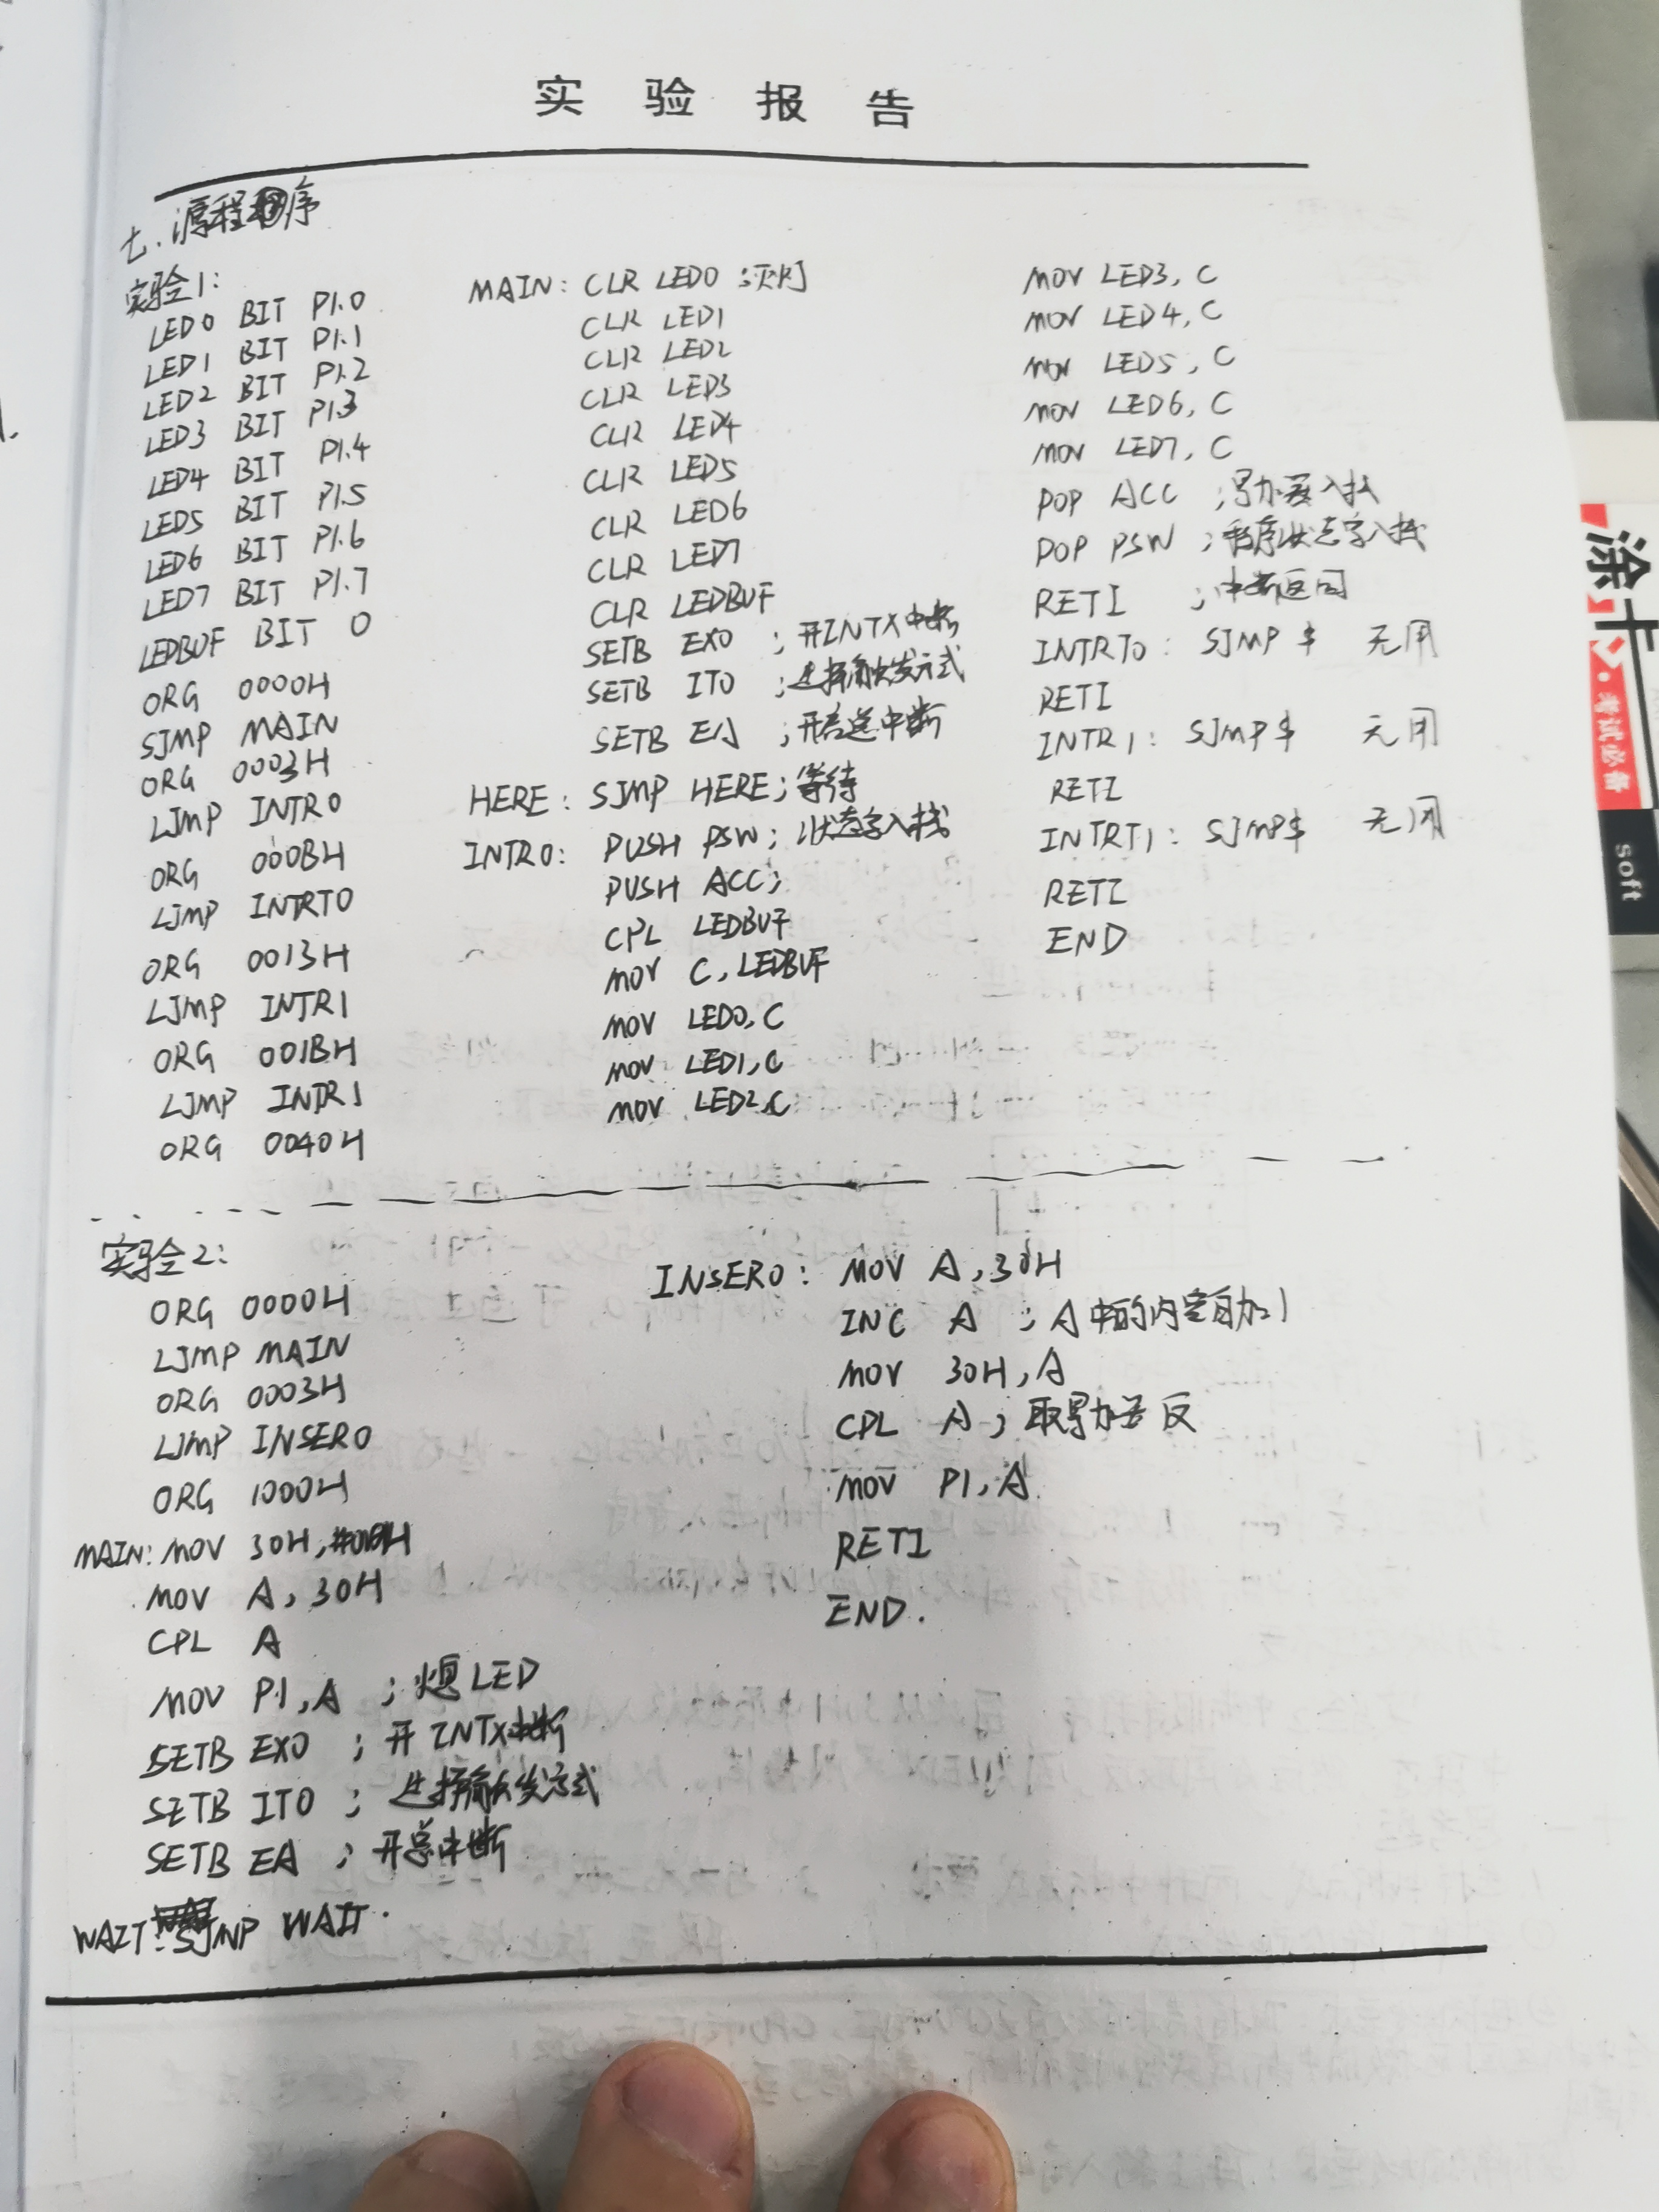 实验报告
七.源程序
实验1:
LED0 BIT P1.0
LED1 BIT P1.1
LED2 BIT P1.2
LED3 BIT P1.3
LED4 BIT P1.4
LED5 BIT P1.5
LED6 BIT P1.6
LED7 BIT P1.7
LEDBUF BIT 0
ORG 0000H
SJMP MAIN
ORG 0003H
LJMP INTR0
ORG 000BH
LJMP INTRT0
ORG 0013H
LJMP INTR1
ORG 001BH
LJMP INTR1
ORG 0040H
MAIN: CLR LED0 ;灭灯
CLR LED1
CLR LED2
CLR LED3
CLR LED4
CLR LED5
CLR LED6
CLR LED7
CLR LEDBUF
SETB EX0 ;开INTX中断
SETB IT0 ;选择触发方式
SETB EA ;开总中断
HERE: SJMP HERE;等待
INTR0: PUSH PSW;状态字入栈
PUSH ACC;
CPL LEDBUF
MOV C, LEDBUF
MOV LED0, C
MOV LED1, C
MOV LED2, C
MOV LED3, C
MOV LED4, C
MOV LED5, C
MOV LED6, C
MOV LED7, C
POP ACC ;累加器入栈
POP PSW ;程序状态字入栈
RETI ;中断返回
INTRT0: SJMP $ 无用
RETI
INTR1: SJMP $ 无用
RETI
INTRT1: SJMP $ 无用
RETI
END
实验2:
ORG 0000H
LJMP MAIN
ORG 0003H
LJMP INSER0
ORG 1000H
MAIN: MOV 30H,
MOV A, 30H
CPL A
MOV P1, A ;熄LED
SETB EX0 ;开INTX中断
SETB IT0 ;选择触发方式
SETB EA ;开总中断
WAIT: SJMP WAIT.
INSER0: MOV A, 30H
INC A ;A中的内容自加1
MOV 30H, A
CPL A ;取累加器反
MOV P1, A
RETI
END.
涂卡
考试必备
soft